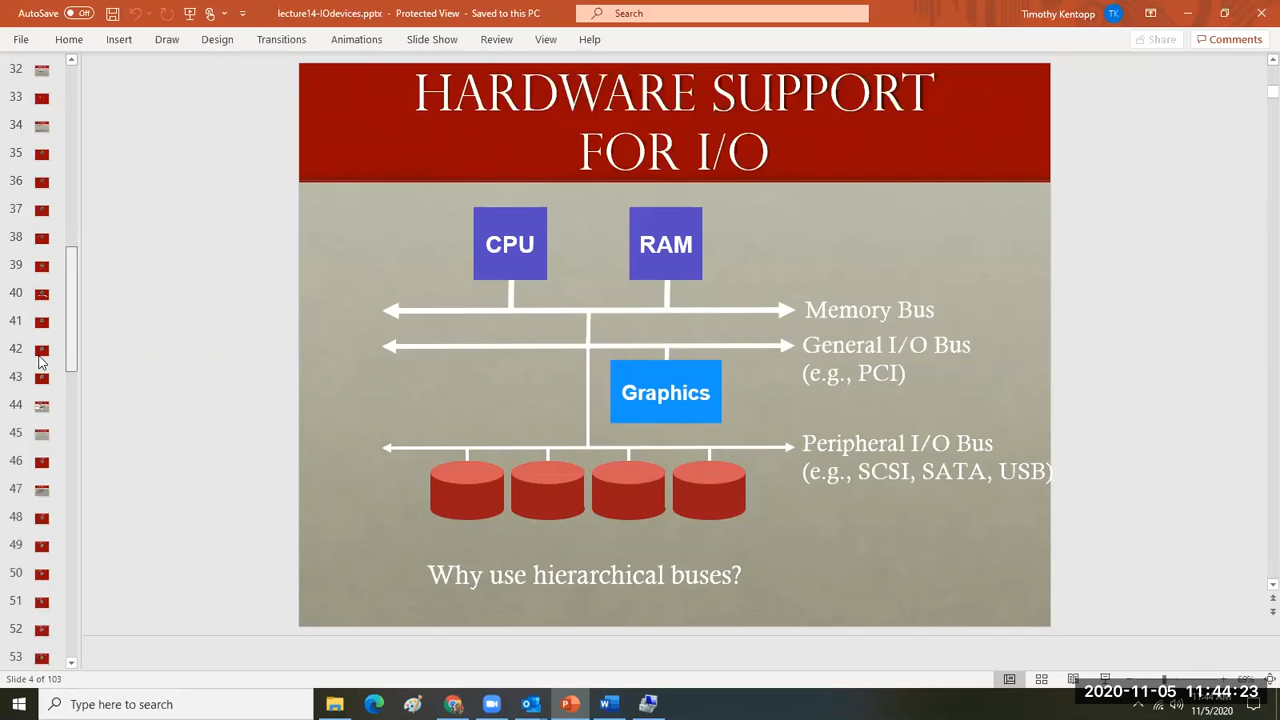 AutoSave Off
lecture14-IOdevices.pptx - Protected View - Saved to this PC
Search
Timothy Kentopp TK
File Home Insert Draw Design Transitions Animations Slide Show Review View Help
Share Comments
32
33
34
35
36
37
38
39
40
41
42
43
44
45
46
47
48
49
50
51
52
53
HARDWARE SUPPORT
FOR I/O
CPU RAM
Memory Bus
General I/O Bus
(e.g., PCI)
Graphics
Peripheral I/O Bus
(e.g., SCSI, SATA, USB)
Why use hierarchical buses?
Slide 4 of 103
69%
Type here to search
2020-11-05 11:44:23
11/5/2020